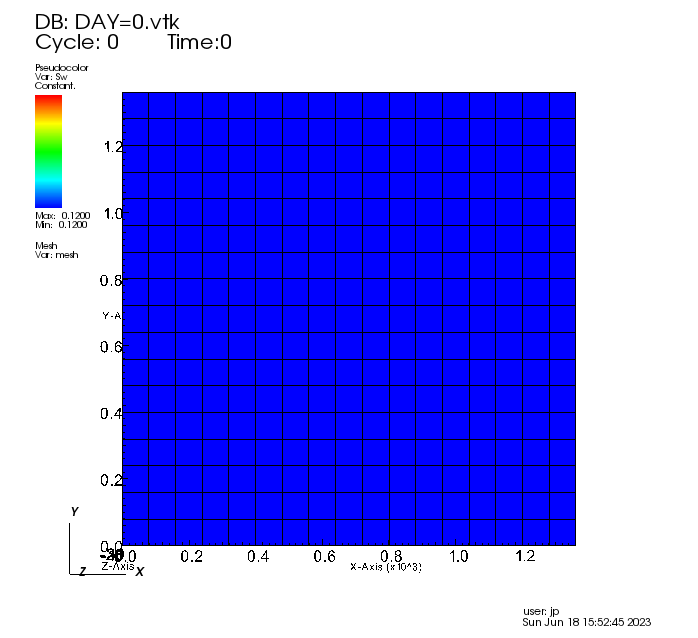 DB: DAY=0.vtk
Cycle: 0 Time:0
Pseudocolor
Var: Sw
Constant.
Max: 0.1200
Min: 0.1200
Mesh
Var: mesh
1.2
1.0
0.8
Y-A
0.6
0.4
0.2
0.0
0.0 0.2 0.4 0.6 0.8 1.0 1.2
Z-Axis
X-Axis (x10^3)
Y
Z X
user: jp
Sun Jun 18 15:52:45 2023